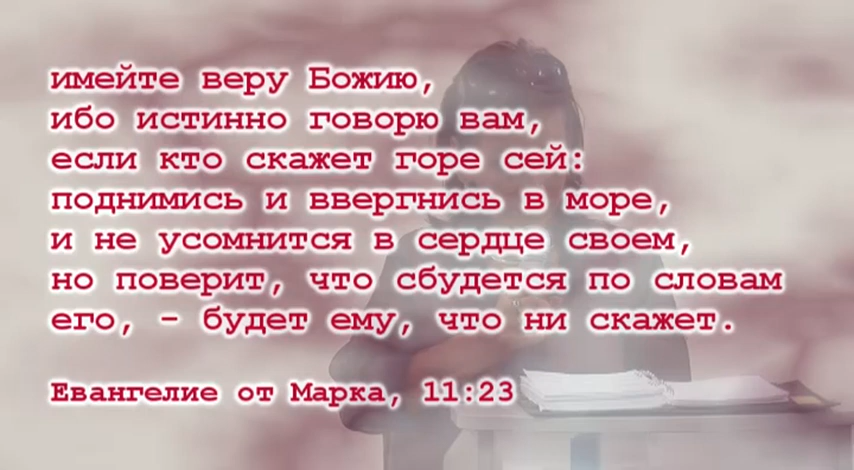 имейте веру Божию,
ибо истинно говорю вам,
если кто скажет горе сей:
поднимись и ввергнись в море,
и не усомнится в сердце своем,
но поверит, что сбудется по словам
его, - будет ему, что ни скажет.
Евангелие от Марка, 11:23